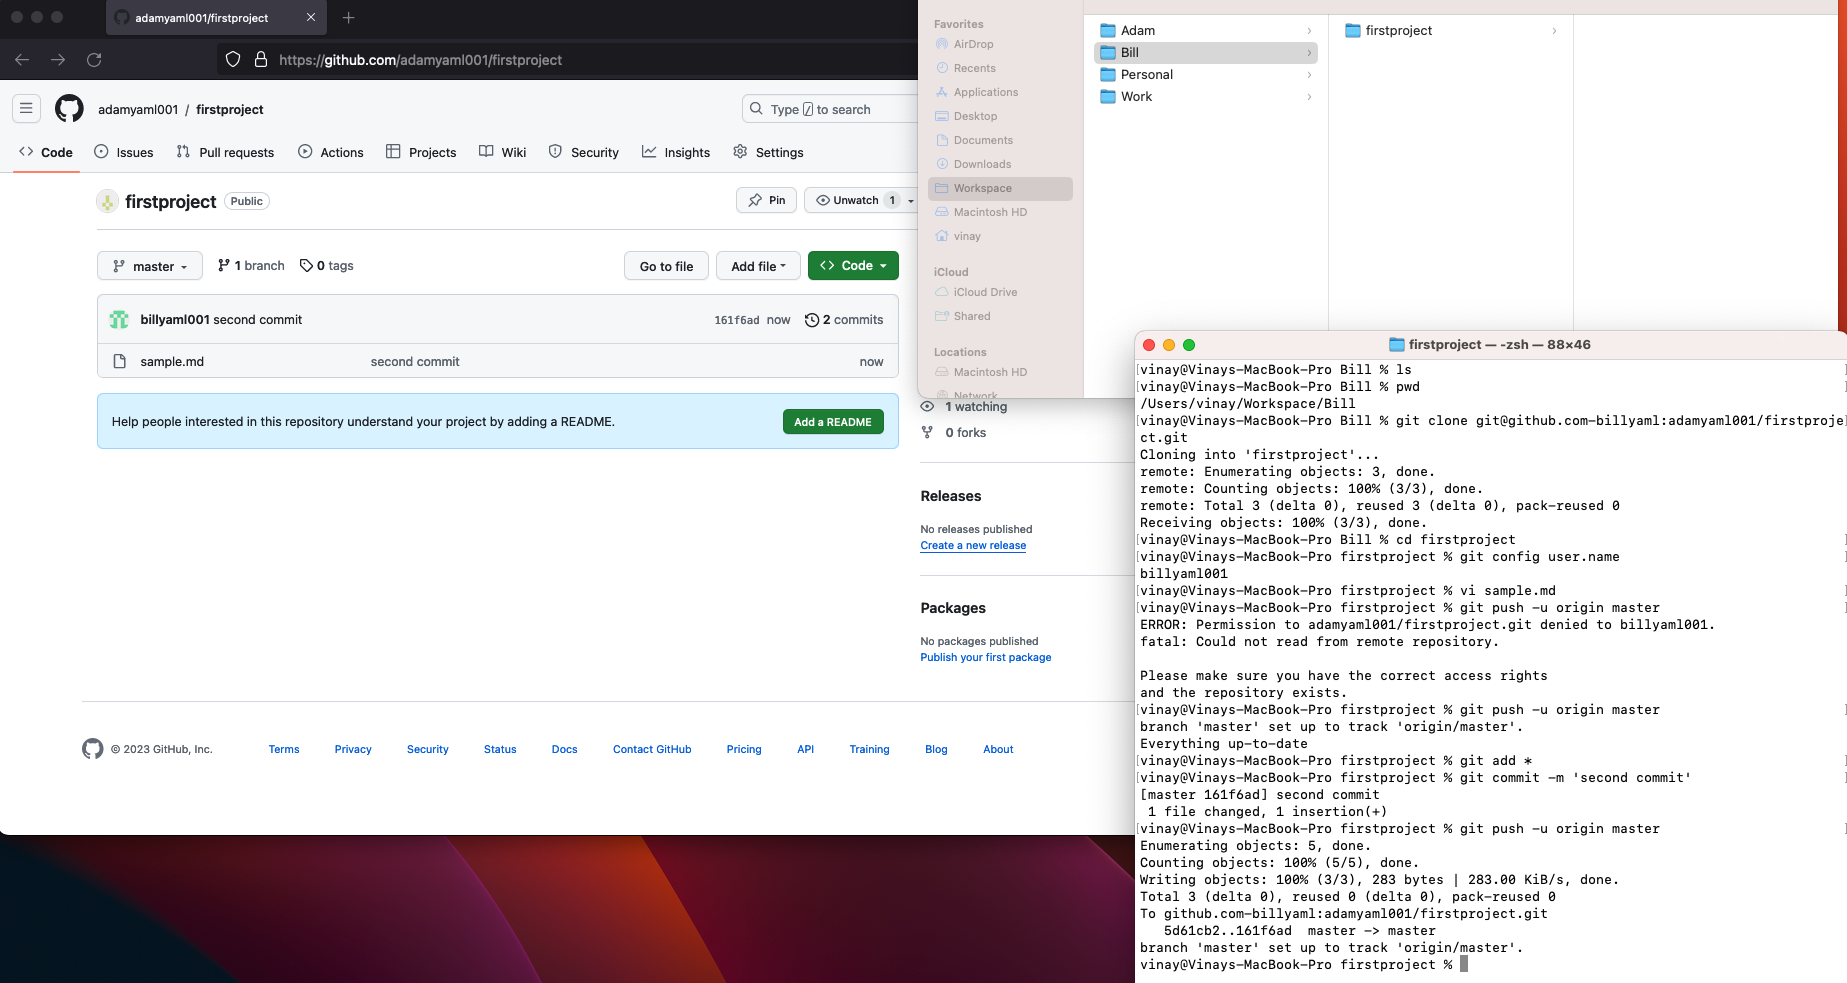 adamyaml001/firstproject
https://github.com/adamyaml001/firstproject
adamyaml001 / firstproject
Type / to search
Code
Issues
Pull requests
Actions
Projects
Wiki
Security
Insights
Settings
firstproject
Public
Pin
Unwatch 1
master
1 branch
0 tags
Go to file
Add file
Code
billyaml001 second commit
161f6ad now
2 commits
sample.md
second commit
now
Help people interested in this repository understand your project by adding a README.
Add a README
1 watching
0 forks
Releases
No releases published
Create a new release
Packages
No packages published
Publish your first package
© 2023 GitHub, Inc.
Terms
Privacy
Security
Status
Docs
Contact GitHub
Pricing
API
Training
Blog
About
Favorites
AirDrop
Recents
Applications
Desktop
Documents
Downloads
Workspace
Macintosh HD
vinay
iCloud
iCloud Drive
Shared
Locations
Macintosh HD
Network
Adam
Bill
Personal
Work
firstproject
firstproject — -zsh — 88×46
vinay@Vinays-MacBook-Pro Bill % ls
vinay@Vinays-MacBook-Pro Bill % pwd
/Users/vinay/Workspace/Bill
vinay@Vinays-MacBook-Pro Bill % git clone git@github.com-billyaml:adamyaml001/firstproje
ct.git
Cloning into 'firstproject'...
remote: Enumerating objects: 3, done.
remote: Counting objects: 100% (3/3), done.
remote: Total 3 (delta 0), reused 3 (delta 0), pack-reused 0
Receiving objects: 100% (3/3), done.
vinay@Vinays-MacBook-Pro Bill % cd firstproject
vinay@Vinays-MacBook-Pro firstproject % git config user.name
billyaml001
vinay@Vinays-MacBook-Pro firstproject % vi sample.md
vinay@Vinays-MacBook-Pro firstproject % git push -u origin master
ERROR: Permission to adamyaml001/firstproject.git denied to billyaml001.
fatal: Could not read from remote repository.
Please make sure you have the correct access rights
and the repository exists.
vinay@Vinays-MacBook-Pro firstproject % git push -u origin master
branch 'master' set up to track 'origin/master'.
Everything up-to-date
vinay@Vinays-MacBook-Pro firstproject % git add *
vinay@Vinays-MacBook-Pro firstproject % git commit -m 'second commit'
[master 161f6ad] second commit
1 file changed, 1 insertion(+)
vinay@Vinays-MacBook-Pro firstproject % git push -u origin master
Enumerating objects: 5, done.
Counting objects: 100% (5/5), done.
Writing objects: 100% (3/3), 283 bytes | 283.00 KiB/s, done.
Total 3 (delta 0), reused 0 (delta 0), pack-reused 0
To github.com-billyaml:adamyaml001/firstproject.git
5d61cb2..161f6ad master -> master
branch 'master' set up to track 'origin/master'.
vinay@Vinays-MacBook-Pro firstproject %